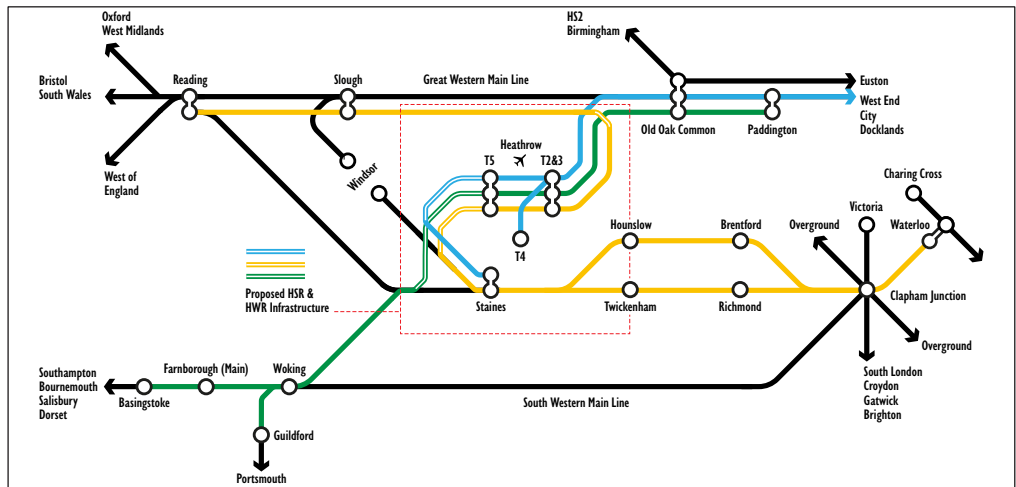 Oxford
West Midlands
HS2
Birmingham
Bristol
South Wales
Reading
Slough
Great Western Main Line
Euston
West End
City
Docklands
Old Oak Common
Paddington
West of
England
Windsor
Heathrow
T5
T2&3
T4
Charing Cross
Victoria
Waterloo
Overground
Hounslow
Brentford
Proposed HSR &
HWR Infrastructure
Staines
Twickenham
Richmond
Clapham Junction
Overground
Southampton
Bournemouth
Salisbury
Dorset
Basingstoke
Farnborough (Main)
Woking
South Western Main Line
South London
Croydon
Gatwick
Brighton
Guildford
Portsmouth